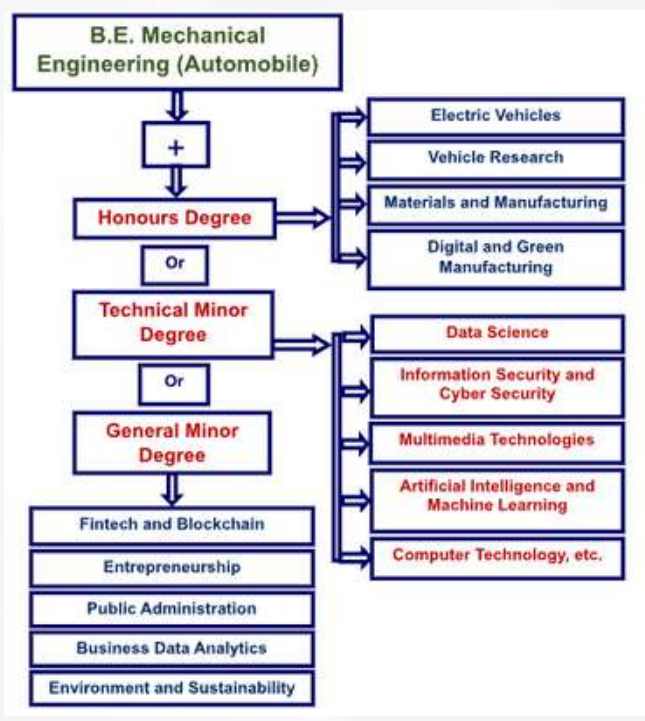 B.E. Mechanical
Engineering (Automobile)
+
Honours Degree
Electric Vehicles
Vehicle Research
Materials and Manufacturing
Digital and Green
Manufacturing
Or
Technical Minor
Degree
Data Science
Information Security and
Cyber Security
Multimedia Technologies
Artificial Intelligence and
Machine Learning
Computer Technology, etc.
Or
General Minor
Degree
Fintech and Blockchain
Entrepreneurship
Public Administration
Business Data Analytics
Environment and Sustainability